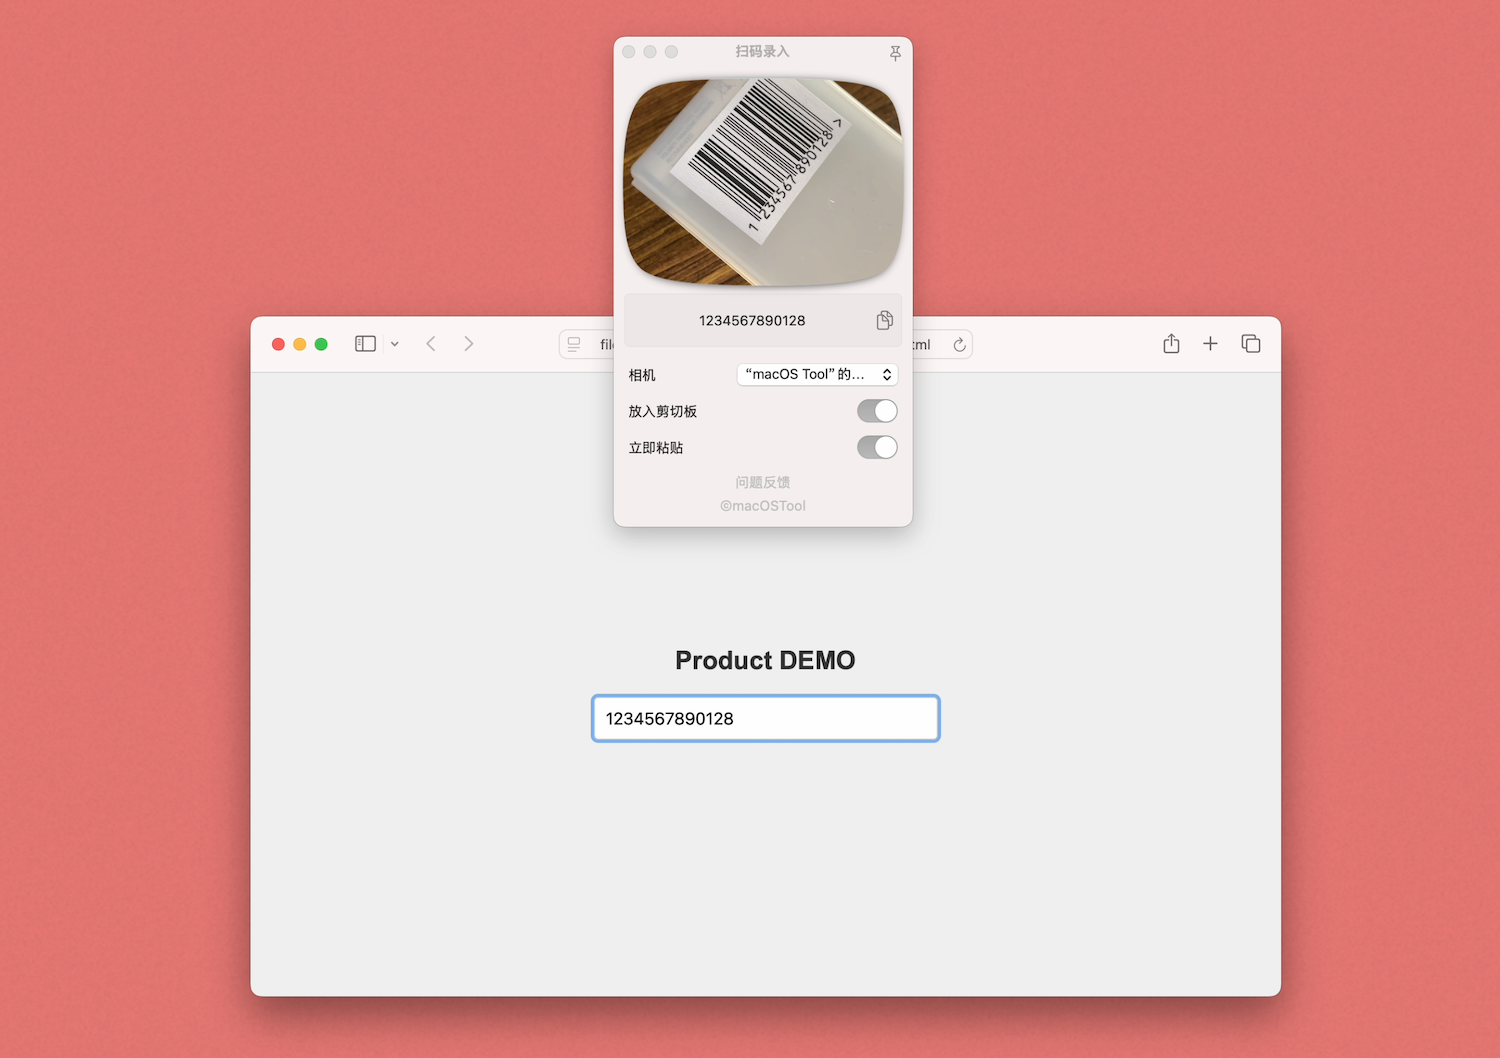 扫码录入
1 234567 890128 >
1234567890128
file
tml
相机
“macOS Tool”的...
放入剪切板
立即粘贴
问题反馈
©macOSTool
Product DEMO
1234567890128